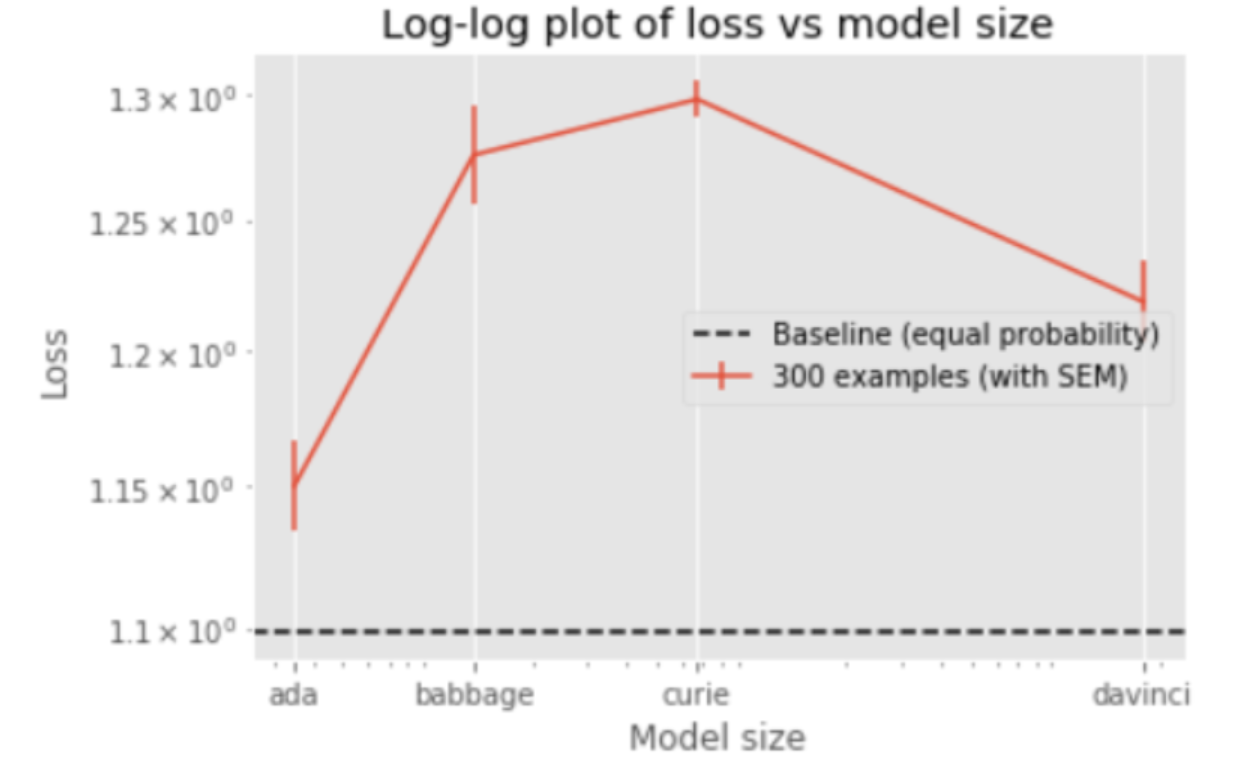 Log-log plot of loss vs model size
1.3 × 10⁰
1.25 × 10⁰
1.2 × 10⁰
1.15 × 10⁰
1.1 × 10⁰
Loss
Baseline (equal probability)
300 examples (with SEM)
ada babbage curie davinci
Model size